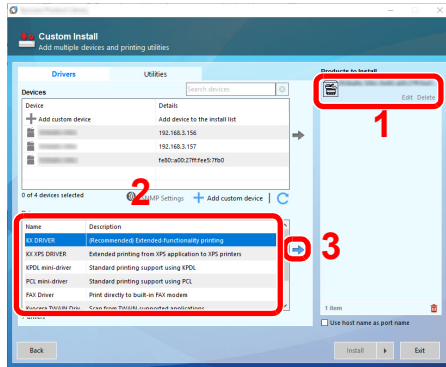 Custom Install
Add multiple devices and printing utilities
Drivers
Utilities
Products to Install
Devices
Search devices
Edit Delete
1
Device
Details
Add custom device
Add device to the install list
192.168.3.156
192.168.3.157
fe80::a00:27ff:fee5:7fb0
0 of 4 devices selected
2
SNMP Settings
Add custom device
Name
Description
KX DRIVER
(Recommended) Extended-functionality printing
3
KX XPS DRIVER
Extended printing from XPS application to XPS printers
KPDL mini-driver
Standard printing support using KPDL
PCL mini-driver
Standard printing support using PCL
FAX Driver
Print directly to built-in FAX modem
Kyocera TWAIN Driv
Scan from TWAIN-supported applications
1 item
Use host name as port name
Back
Install
Exit